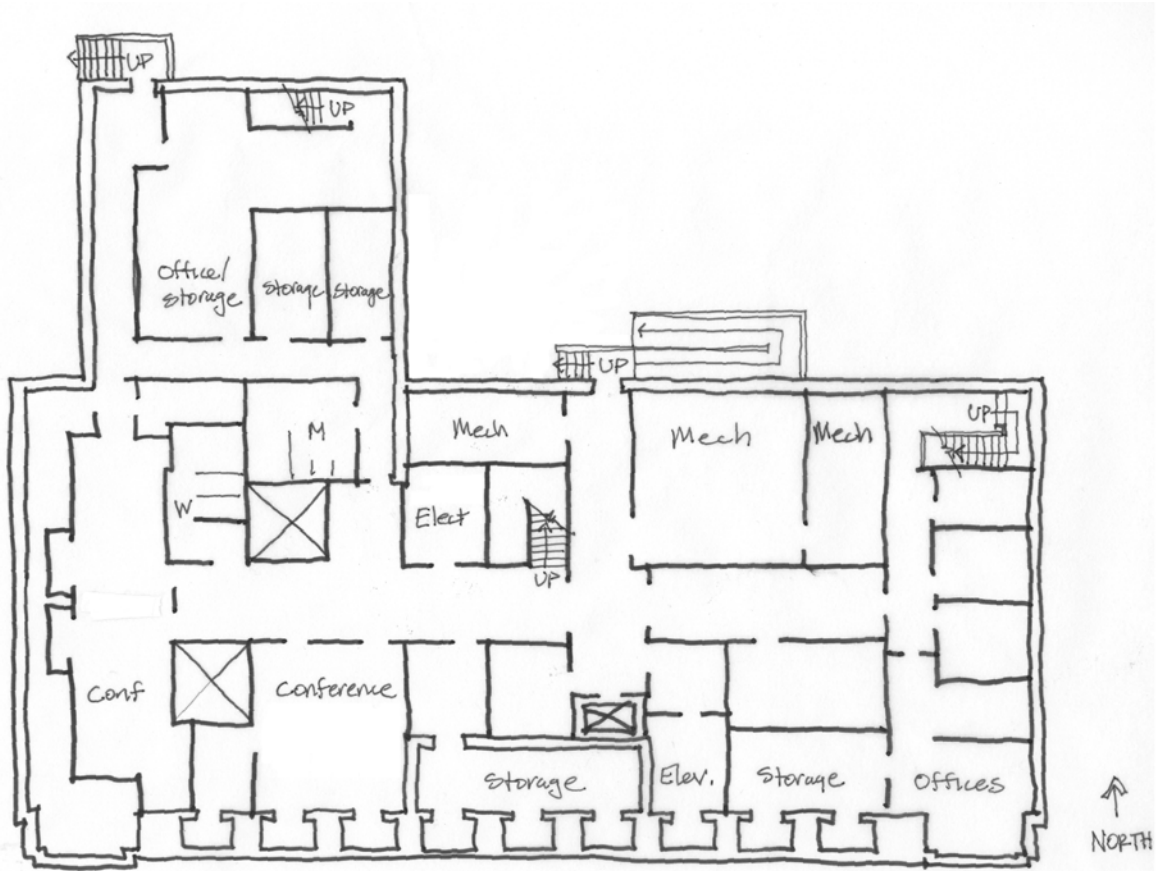 UP
UP
Office/
storage
storage
storage
M
W
Mech
UP
Mech
Mech
UP
Elect
UP
Conf
Conference
Storage
Elev.
Storage
Offices
NORTH